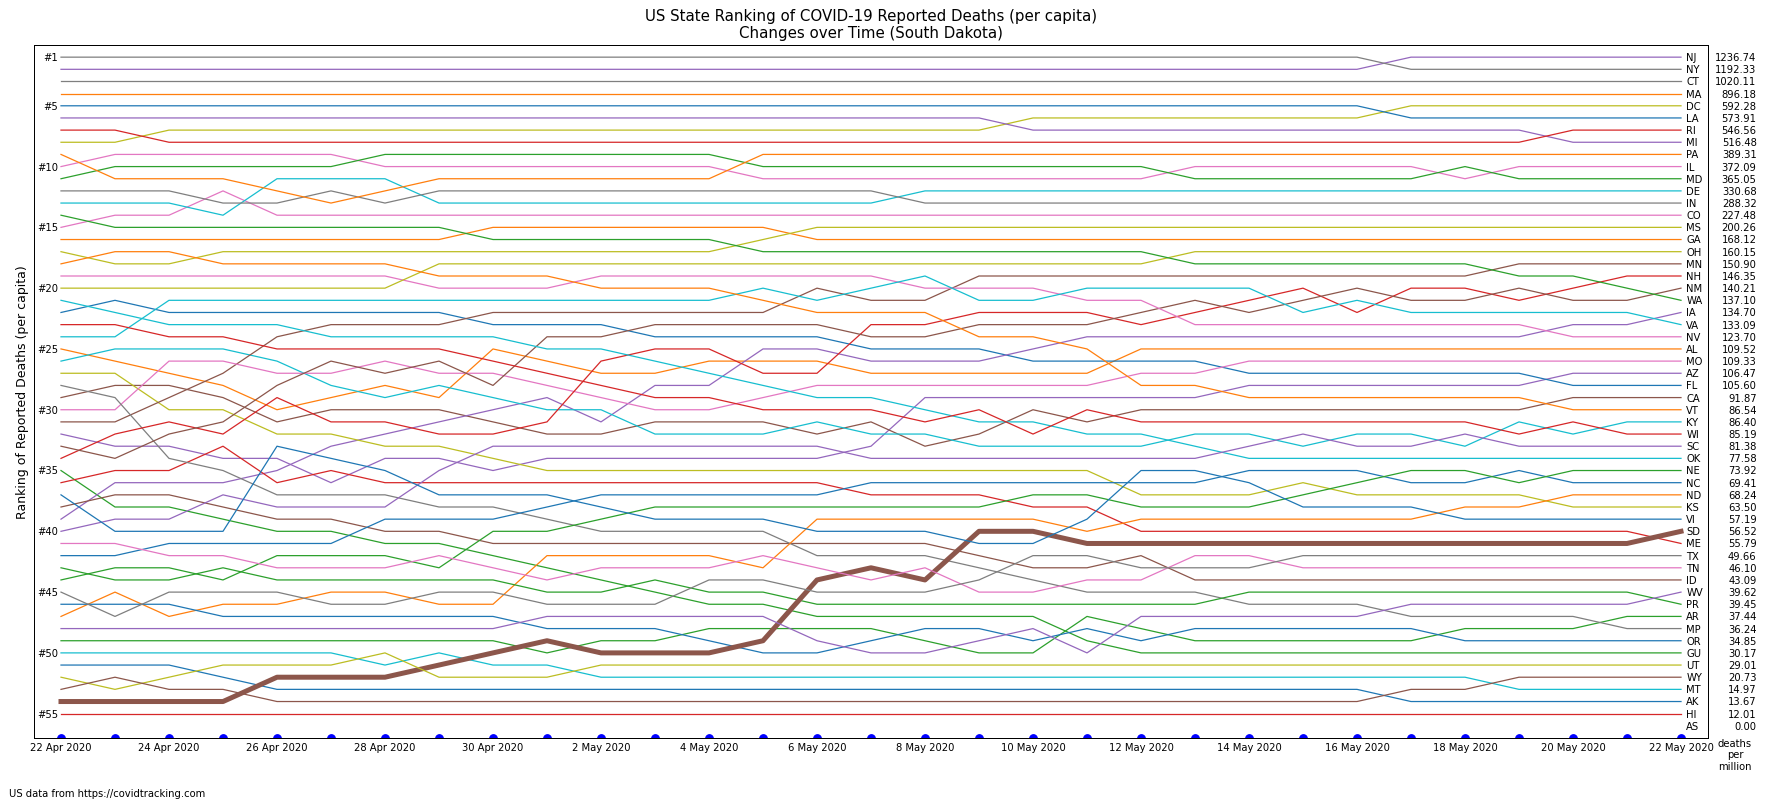 US State Ranking of COVID-19 Reported Deaths (per capita)
Changes over Time (South Dakota)
Ranking of Reported Deaths (per capita)
#1
#5
#10
#15
#20
#25
#30
#35
#40
#45
#50
#55
NJ 1236.74
NY 1192.33
CT 1020.11
MA 896.18
DC 592.28
LA 573.91
RI 546.56
MI 516.48
PA 389.31
IL 372.09
MD 365.05
DE 330.68
IN 288.32
CO 227.48
MS 200.26
GA 168.12
OH 160.15
MN 150.90
NH 146.35
NM 140.21
WA 137.10
IA 134.70
VA 133.09
NV 123.70
AL 109.52
MO 109.33
AZ 106.47
FL 105.60
CA 91.87
VT 86.54
KY 86.40
WI 85.19
SC 81.38
OK 77.58
NE 73.92
NC 69.41
ND 68.24
KS 63.50
VI 57.19
SD 56.52
ME 55.79
TX 49.66
TN 46.10
ID 43.09
WV 39.62
PR 39.45
AR 37.44
MP 36.24
OR 34.85
GU 30.17
UT 29.01
WY 20.73
MT 14.97
AK 13.67
HI 12.01
AS 0.00
22 Apr 2020 24 Apr 2020 26 Apr 2020 28 Apr 2020 30 Apr 2020 2 May 2020 4 May 2020 6 May 2020 8 May 2020 10 May 2020 12 May 2020 14 May 2020 16 May 2020 18 May 2020 20 May 2020 22 May 2020
deaths
per
million
US data from https://covidtracking.com